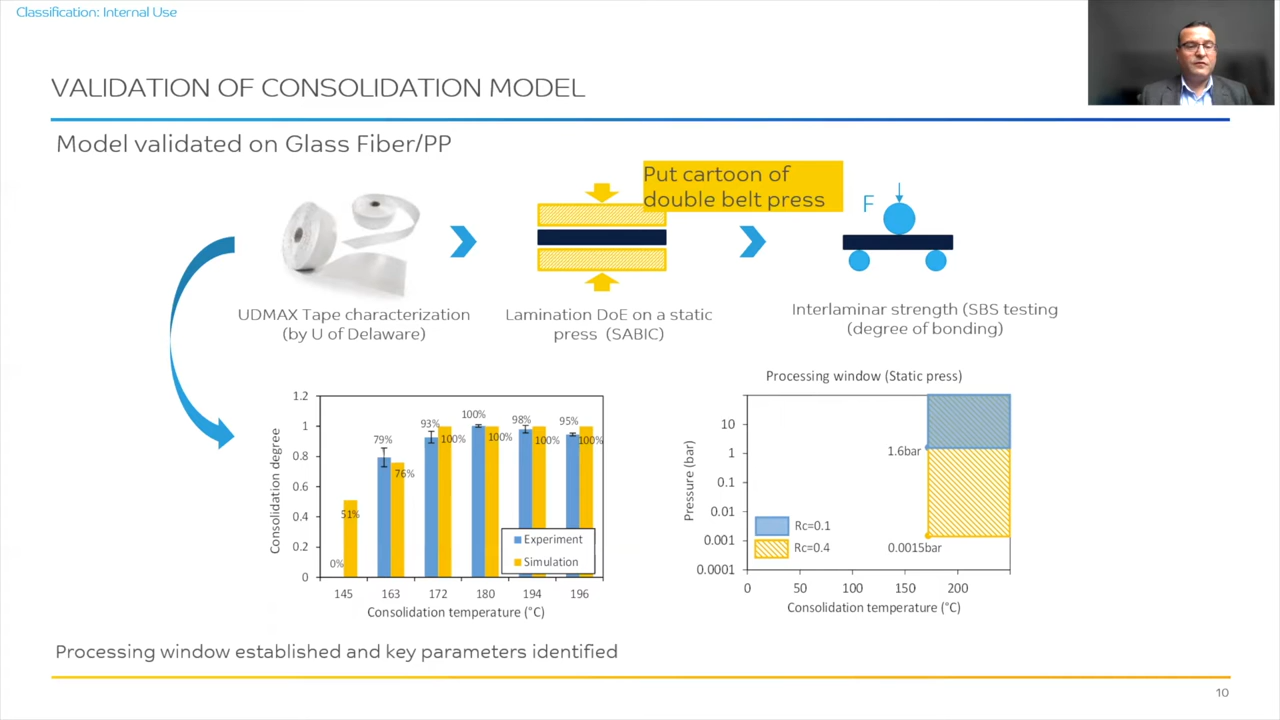 Classification: Internal Use
VALIDATION OF CONSOLIDATION MODEL
Model validated on Glass Fiber/PP
Put cartoon of
double belt press
F
UDMAX Tape characterization
(by U of Delaware)
Lamination DoE on a static
press (SABIC)
Interlaminar strength (SBS testing
(degree of bonding)
1.2
1
0.8
0.6
0.4
0.2
0
Consolidation degree
0%
51%
79%
76%
93%
100%
100%
100%
98%
100%
95%
100%
Experiment
Simulation
145
163
172
180
194
196
Consolidation temperature (°C)
Processing window (Static press)
Pressure (bar)
10
1
0.1
0.01
0.001
0.0001
1.6bar
0.0015bar
Rc=0.1
Rc=0.4
0
50
100
150
200
Consolidation temperature (°C)
Processing window established and key parameters identified
10